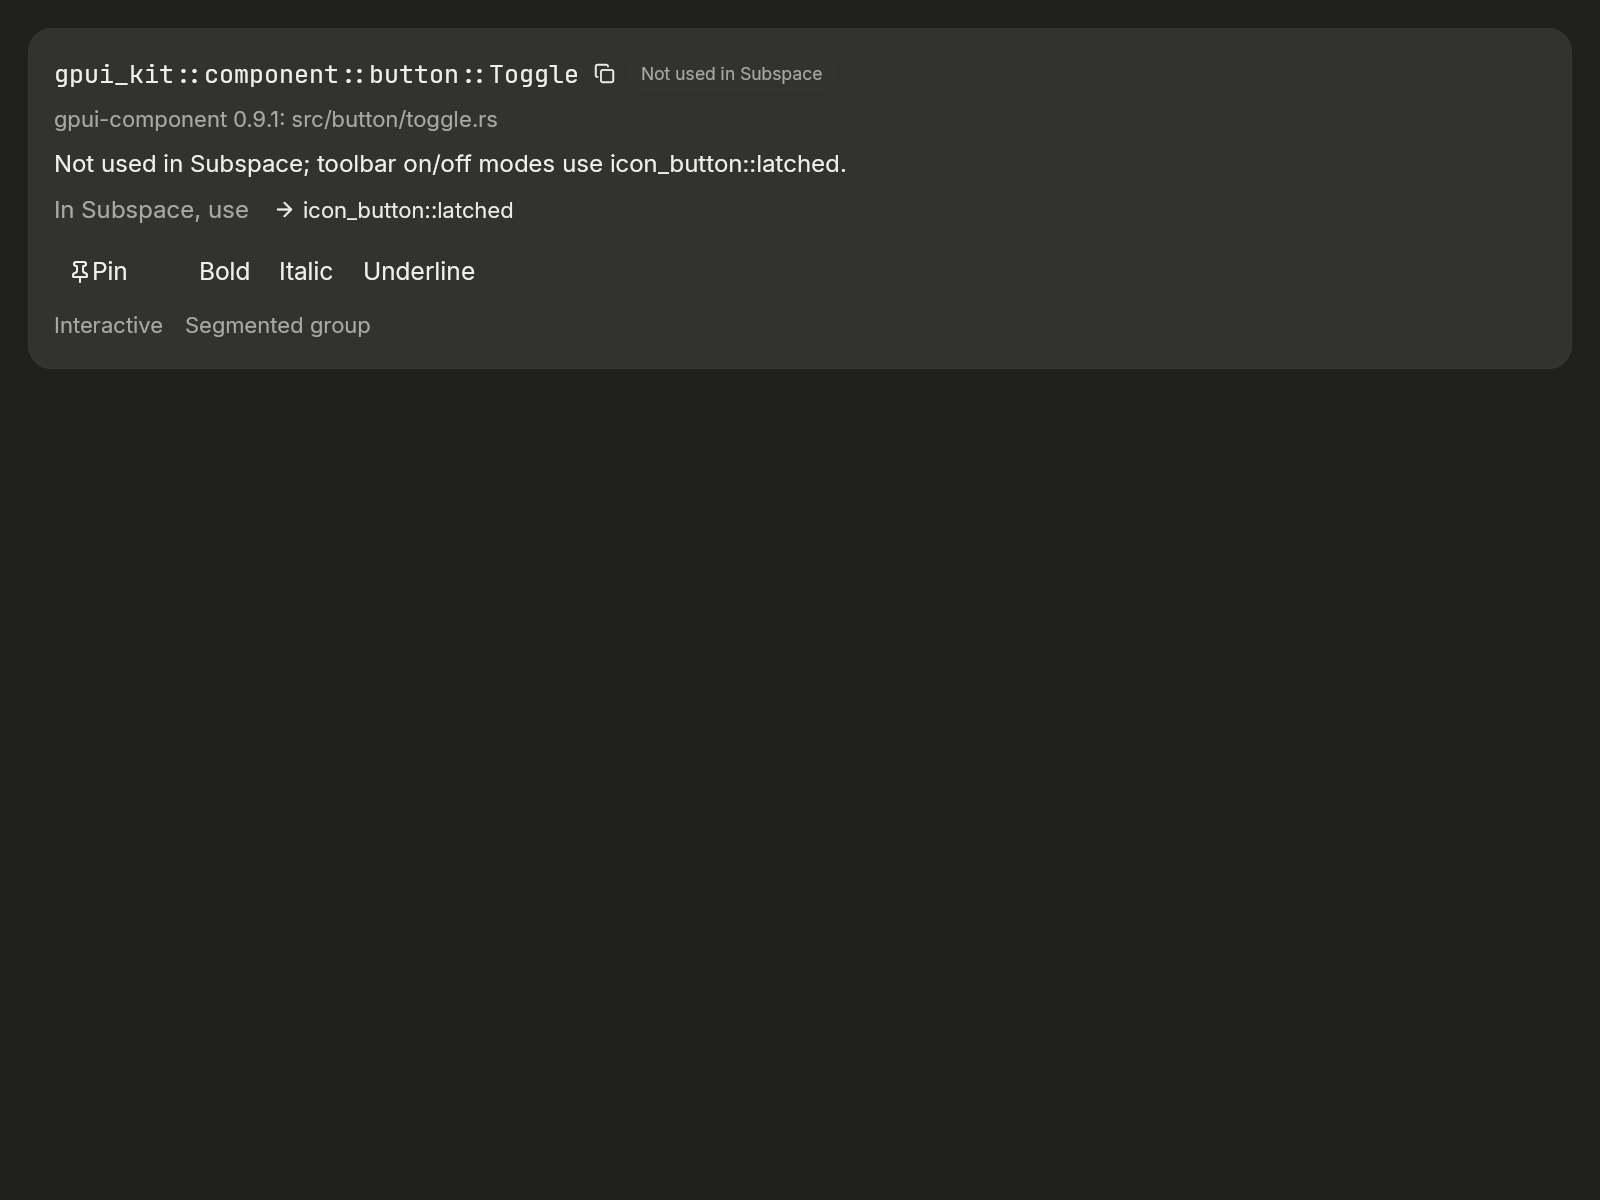 gpui_kit::component::button::Toggle Not used in Subspace
gpui-component 0.9.1: src/button/toggle.rs
Not used in Subspace; toolbar on/off modes use icon_button::latched.
In Subspace, use → icon_button::latched
Pin Bold Italic Underline
Interactive Segmented group